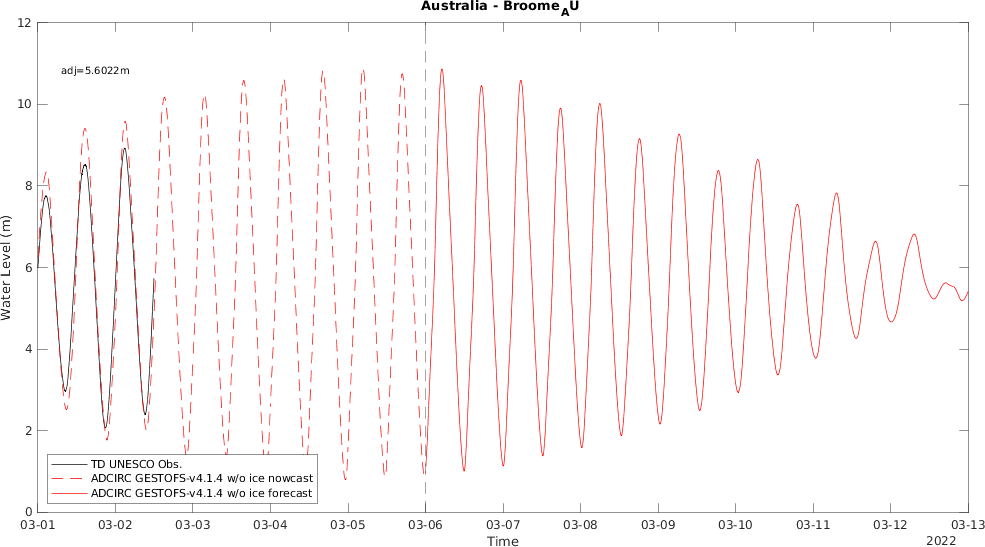 Australia - Broome_AU
12
adj=5.6022m
10
8
6
4
2
0
Water Level (m)
TD UNESCO Obs.
ADCIRC GESTOFS-v4.1.4 w/o ice nowcast
ADCIRC GESTOFS-v4.1.4 w/o ice forecast
03-01 03-02 03-03 03-04 03-05 03-06 03-07 03-08 03-09 03-10 03-11 03-12 03-13
Time
2022